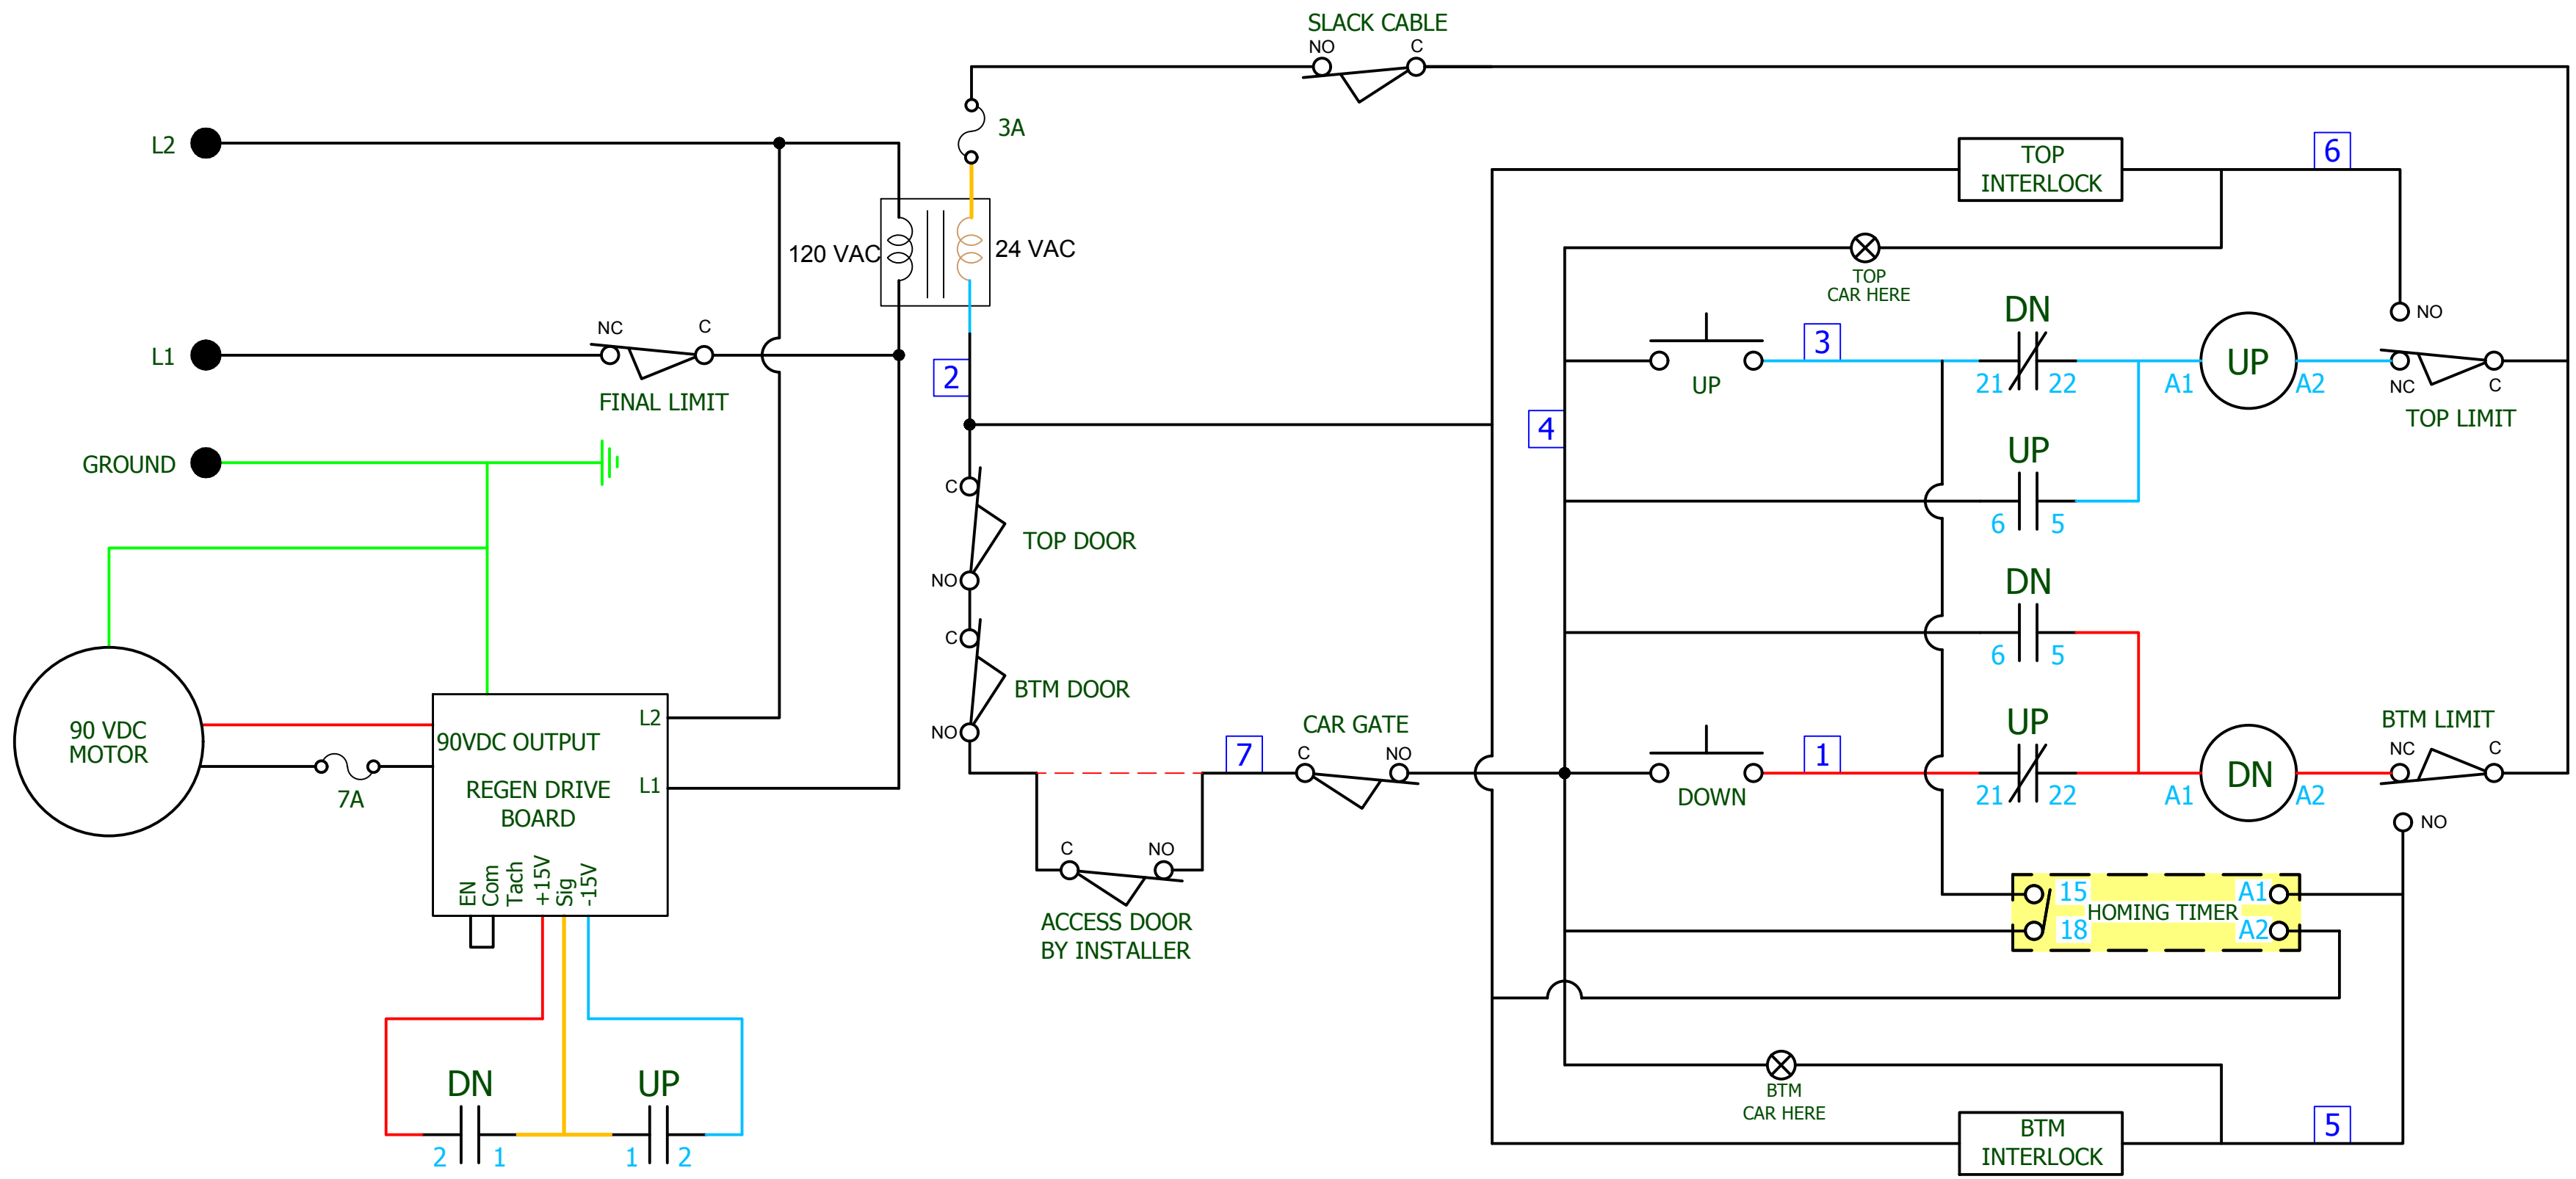 SLACK CABLE
NO
C
3A
L2
120 VAC
24 VAC
TOP
INTERLOCK
6
TOP
CAR HERE
NO
L1
NC
C
FINAL LIMIT
2
4
UP
3
DN
21
22
A1
UP
A2
NC
C
TOP LIMIT
GROUND
UP
6
5
C
TOP DOOR
NO
DN
6
5
C
BTM DOOR
NO
90 VDC
MOTOR
7A
L2
90VDC OUTPUT
REGEN DRIVE
BOARD
L1
EN
Com
Tach
+15V
Sig
-15V
7
CAR GATE
C
NO
DOWN
1
UP
21
22
A1
DN
A2
BTM LIMIT
NC
C
NO
C
NO
ACCESS DOOR
BY INSTALLER
15
A1
HOMING TIMER
18
A2
DN
2
1
UP
1
2
BTM
CAR HERE
BTM
INTERLOCK
5